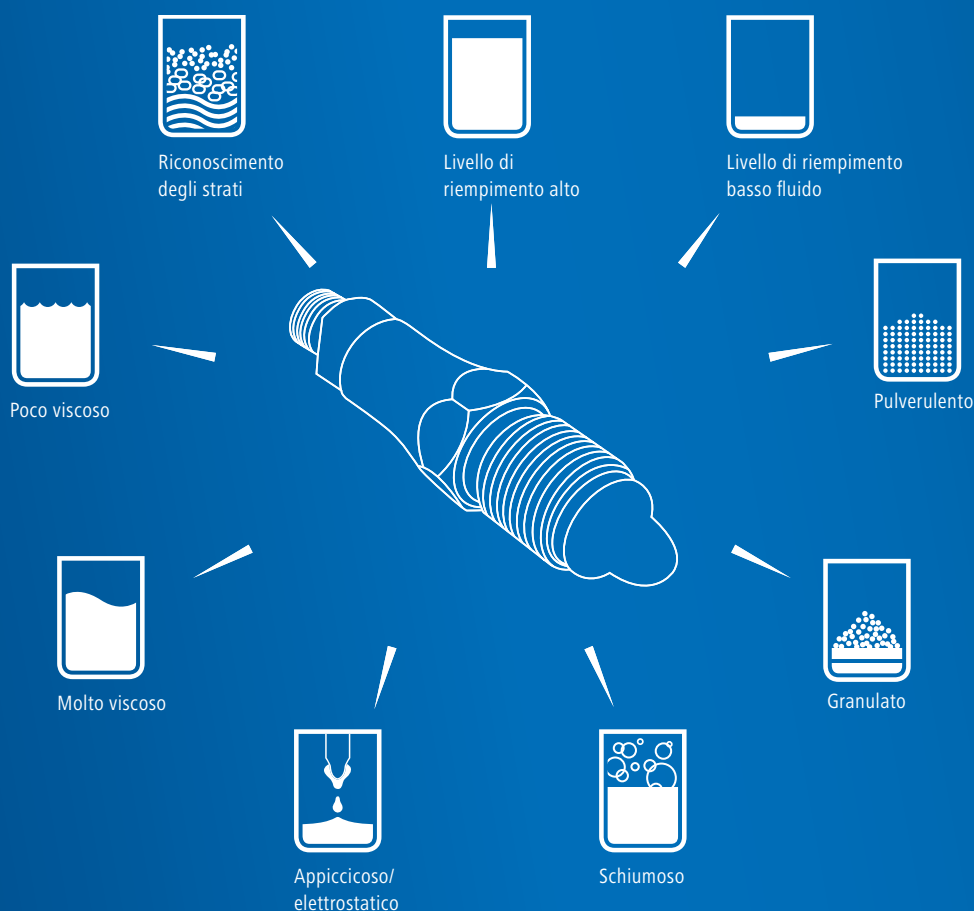 Riconoscimento
degli strati
Livello di
riempimento alto
Livello di riempimento
basso fluido
Poco viscoso
Pulverulento
Molto viscoso
Granulato
Appiccicoso/
elettrostatico
Schiumoso